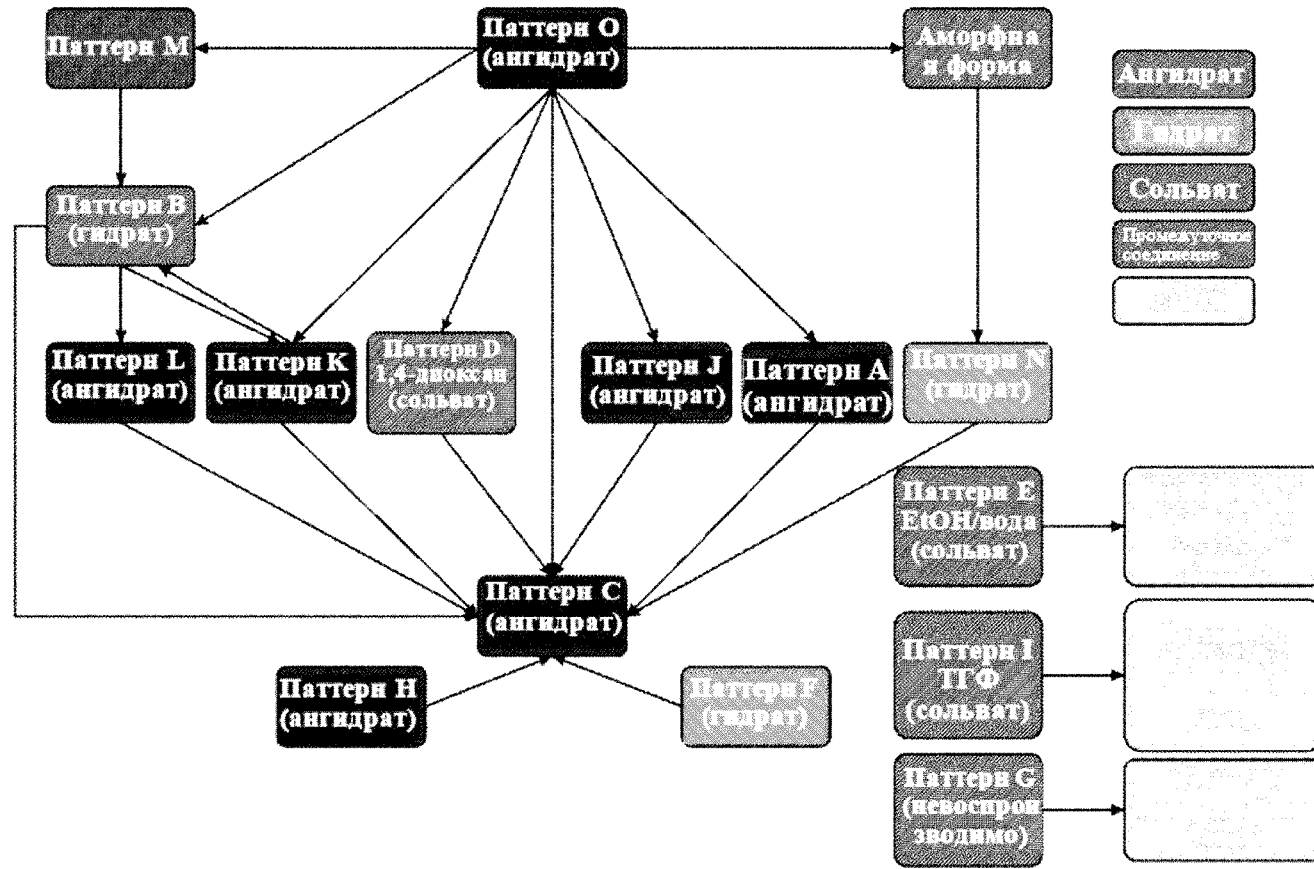 Паттерн M
Паттерн O
(ангидрат)
Аморфна
я форма
Ангидрат
Гидрат
Сольват
Промежуточное
соединение
Паттерн B
(гидрат)
Паттерн L
(ангидрат)
Паттерн K
(ангидрат)
Паттерн D
1,4-диоксан
(сольват)
Паттерн J
(ангидрат)
Паттерн A
(ангидрат)
Паттерн N
(гидрат)
Паттерн E
EtOH/вода
(сольват)
Паттерн C
(ангидрат)
Паттерн I
ТГФ
(сольват)
Паттерн H
(ангидрат)
Паттерн F
(гидрат)
Паттерн G
(невоспрои
зводимо)